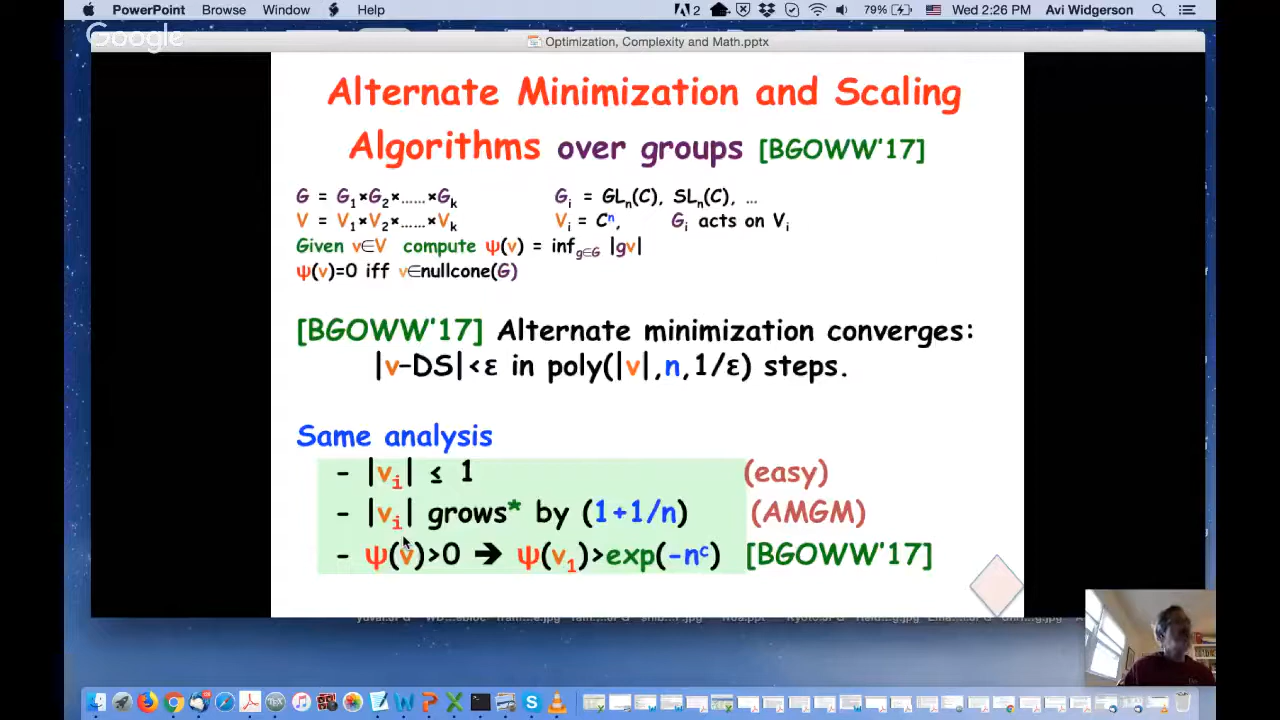 PowerPoint Browse Window Help 2 79% Wed 2:26 PM Avi Widgerson
Google
Optimization, Complexity and Math.pptx
Alternate Minimization and Scaling
Algorithms over groups [BGOWW'17]
G = G1×G2×……×Gk Gi = GLn(C), SLn(C), …
V = V1×V2×……×Vk Vi = Cⁿ, Gi acts on Vi
Given v∈V compute ψ(v) = inf g∈G |gv|
ψ(v)=0 iff v∈nullcone(G)
[BGOWW'17] Alternate minimization converges:
|v-DS|<ε in poly(|v|,n,1/ε) steps.
Same analysis
- |vi| ≤ 1 (easy)
- |vi| grows* by (1+1/n) (AMGM)
- ψ(v)>0 ➔ ψ(v1)>exp(-nᶜ) [BGOWW'17]